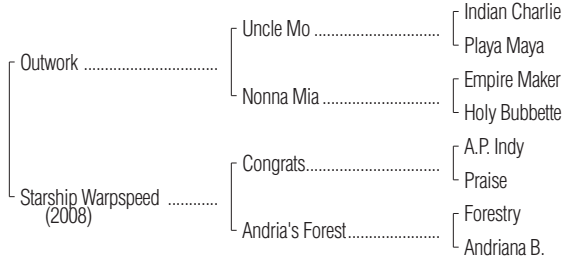 Indian Charlie
Uncle Mo ..............................
Playa Maya
Outwork ................................
Empire Maker
Nonna Mia ............................
Holy Bubbette
A.P. Indy
Congrats................................
Praise
Starship Warpspeed ............
(2008)
Forestry
Andria's Forest......................
Andriana B.